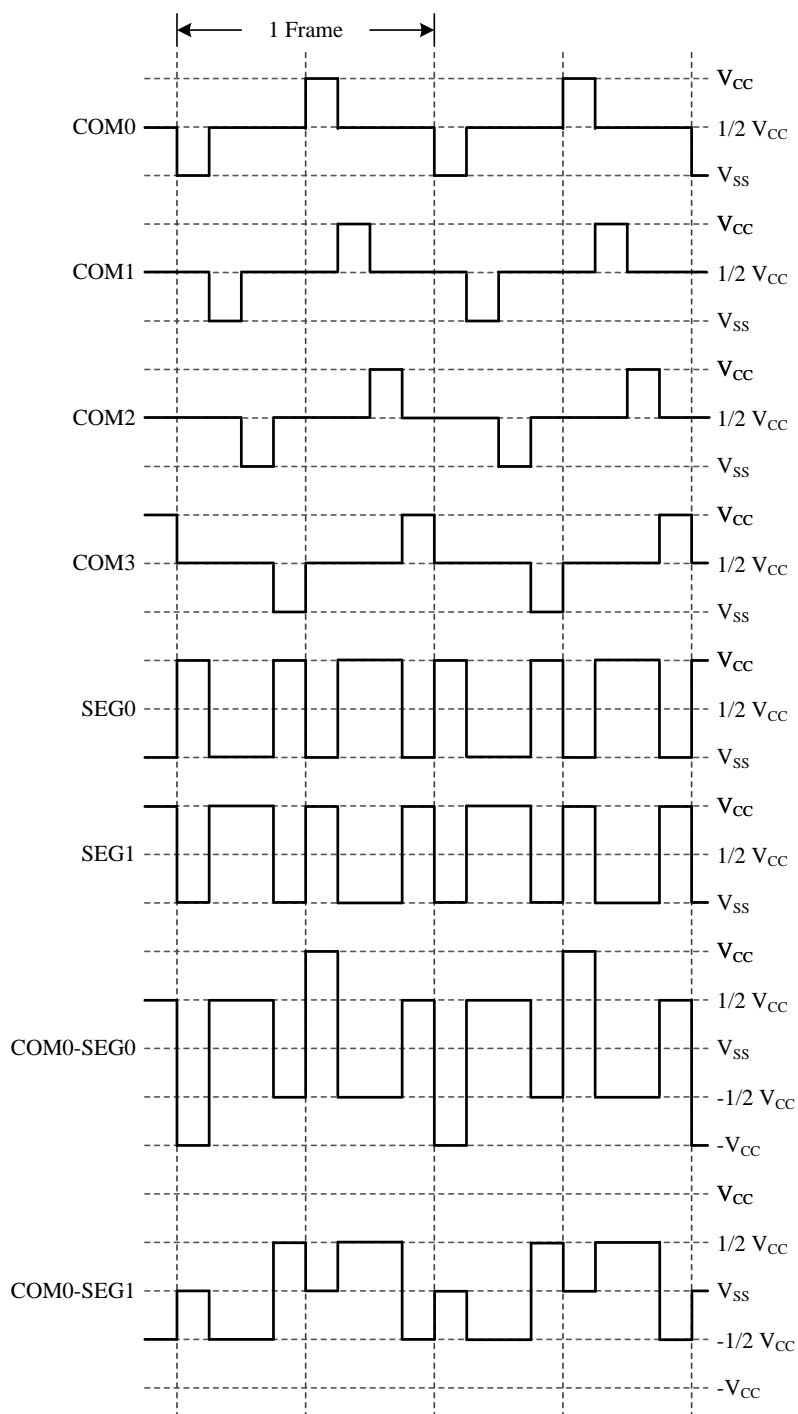 1 Frame
V_CC
COM0
1/2 V_CC
V_SS
V_CC
COM1
1/2 V_CC
V_SS
V_CC
COM2
1/2 V_CC
V_SS
V_CC
COM3
1/2 V_CC
V_SS
V_CC
SEG0
1/2 V_CC
V_SS
V_CC
SEG1
1/2 V_CC
V_SS
V_CC
1/2 V_CC
COM0-SEG0
V_SS
-1/2 V_CC
-V_CC
V_CC
1/2 V_CC
COM0-SEG1
V_SS
-1/2 V_CC
-V_CC